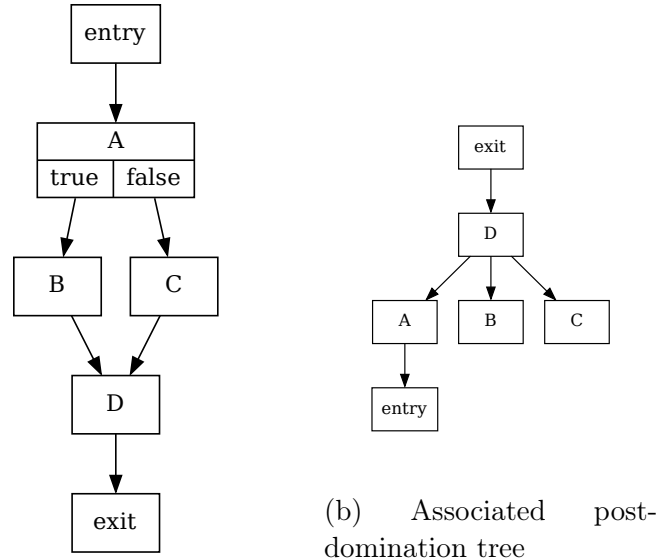 entry
A
true false
B C
D
exit
exit
D
A B C
entry
(b) Associated post-
domination tree